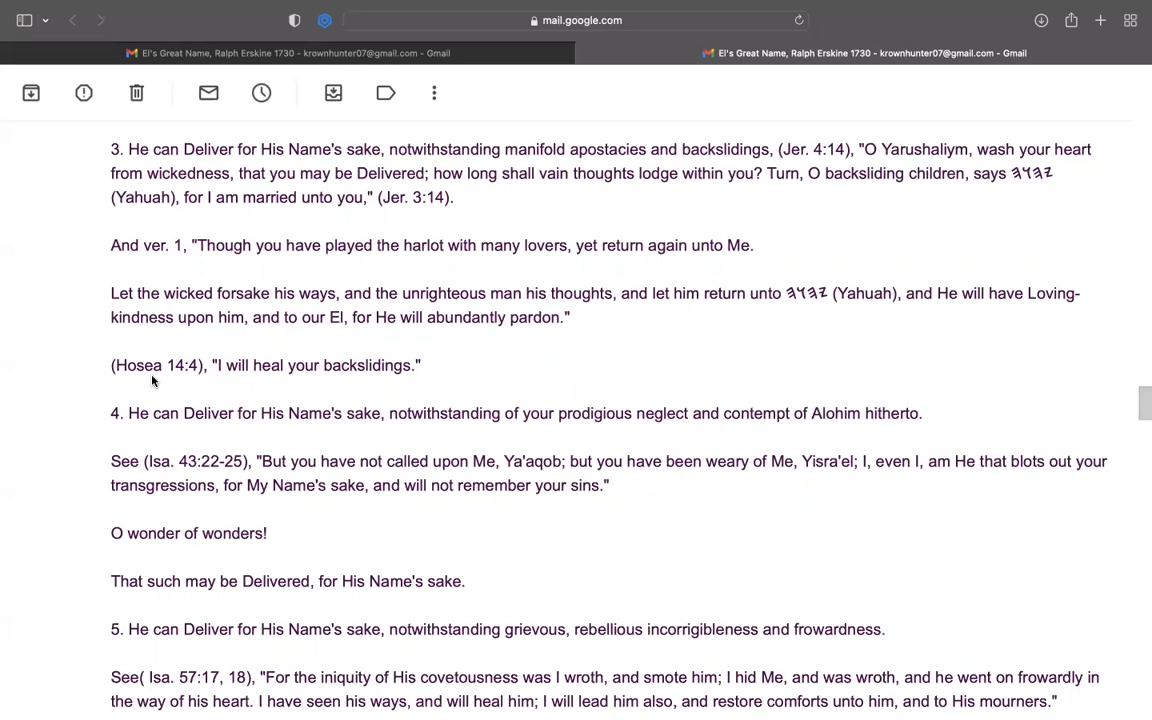 mail.google.com
El's Great Name, Ralph Erskine 1730 - krownhunter07@gmail.com - Gmail
El's Great Name, Ralph Erskine 1730 - krownhunter07@gmail.com - Gmail
3. He can Deliver for His Name's sake, notwithstanding manifold apostacies and backslidings, (Jer. 4:14), "O Yarushaliym, wash your heart
from wickedness, that you may be Delivered; how long shall vain thoughts lodge within you? Turn, O backsliding children, says 𐤄𐤅𐤄𐤉
(Yahuah), for I am married unto you," (Jer. 3:14).
And ver. 1, "Though you have played the harlot with many lovers, yet return again unto Me.
Let the wicked forsake his ways, and the unrighteous man his thoughts, and let him return unto 𐤄𐤅𐤄𐤉 (Yahuah), and He will have Loving-
kindness upon him, and to our El, for He will abundantly pardon."
(Hosea 14:4), "I will heal your backslidings."
4. He can Deliver for His Name's sake, notwithstanding of your prodigious neglect and contempt of Alohim hitherto.
See (Isa. 43:22-25), "But you have not called upon Me, Ya'aqob; but you have been weary of Me, Yisra'el; I, even I, am He that blots out your
transgressions, for My Name's sake, and will not remember your sins."
O wonder of wonders!
That such may be Delivered, for His Name's sake.
5. He can Deliver for His Name's sake, notwithstanding grievous, rebellious incorrigibleness and frowardness.
See( Isa. 57:17, 18), "For the iniquity of His covetousness was I wroth, and smote him; I hid Me, and was wroth, and he went on frowardly in
the way of his heart. I have seen his ways, and will heal him; I will lead him also, and restore comforts unto him, and to His mourners."